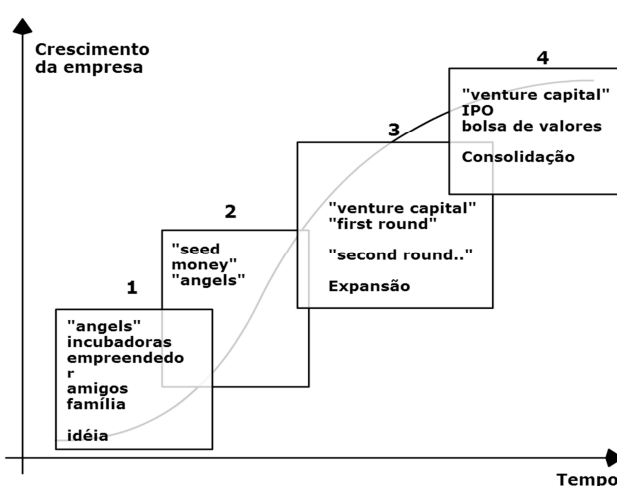 Crescimento
da empresa
4
"venture capital"
IPO
bolsa de valores
Consolidação
3
"venture capital"
"first round"
"second round.."
Expansão
2
"seed
money"
"angels"
1
"angels"
incubadoras
empreendedo
r
amigos
família
idéia
Tempo